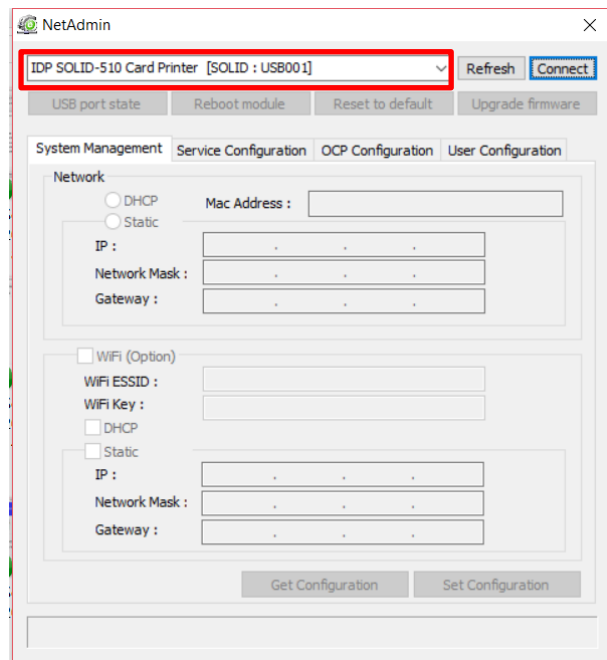 NetAdmin
IDP SOLID-510 Card Printer [SOLID : USB001] Refresh Connect
USB port state Reboot module Reset to default Upgrade firmware
System Management Service Configuration OCP Configuration User Configuration
Network
DHCP Mac Address :
Static
IP : . . .
Network Mask : . . .
Gateway : . . .
WiFi (Option)
WiFi ESSID :
WiFi Key :
DHCP
Static
IP : . . .
Network Mask : . . .
Gateway : . . .
Get Configuration Set Configuration